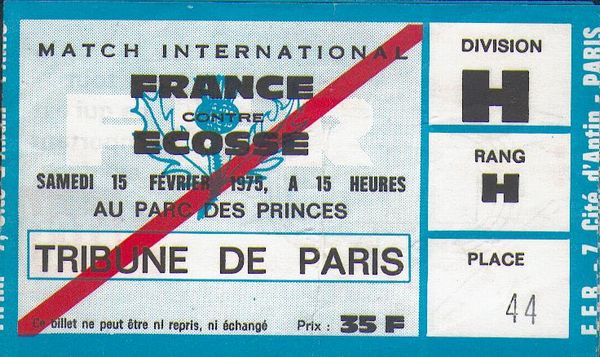 MATCH INTERNATIONAL
FRANCE
CONTRE
ECOSSE
SAMEDI 15 FÉVRIER 1975, A 15 HEURES
AU PARC DES PRINCES
TRIBUNE DE PARIS
Ce billet ne peut être ni repris, ni échangé Prix : 35 F
DIVISION
H
RANG
H
PLACE
44
F.F.R. - 7, Cité d'Antin - PARIS